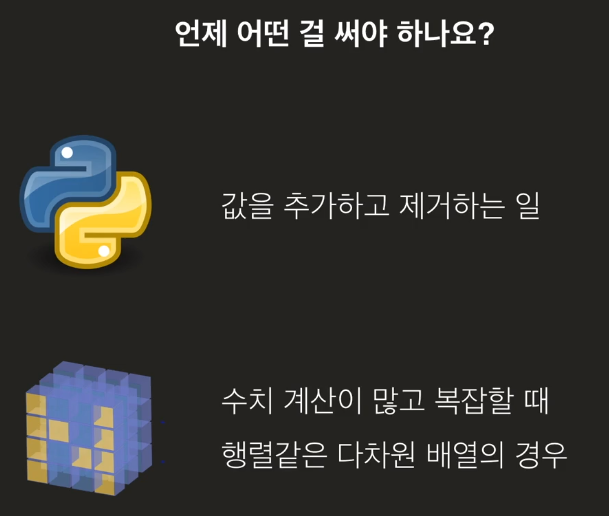 언제 어떤 걸 써야 하나요?
값을 추가하고 제거하는 일
수치 계산이 많고 복잡할 때
행렬같은 다차원 배열의 경우